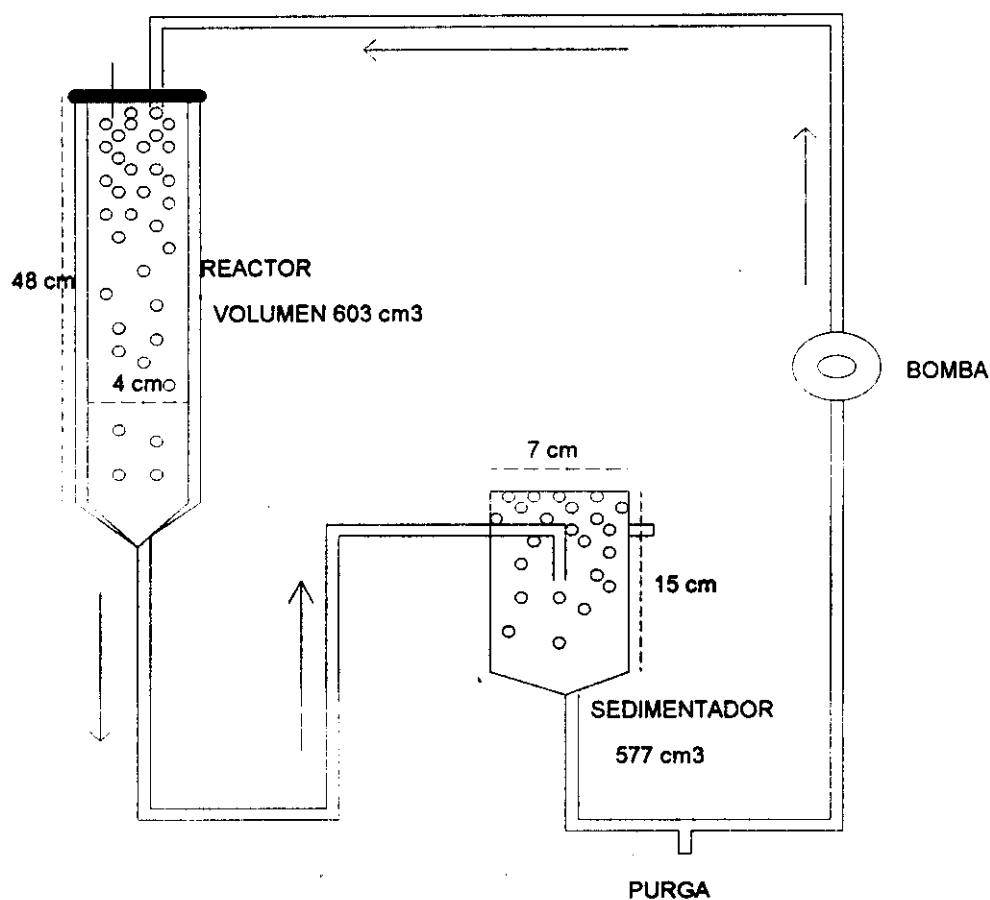 48 cm
REACTOR
VOLUMEN 603 cm3
4 cm
BOMBA
7 cm
15 cm
SEDIMENTADOR
577 cm3
PURGA